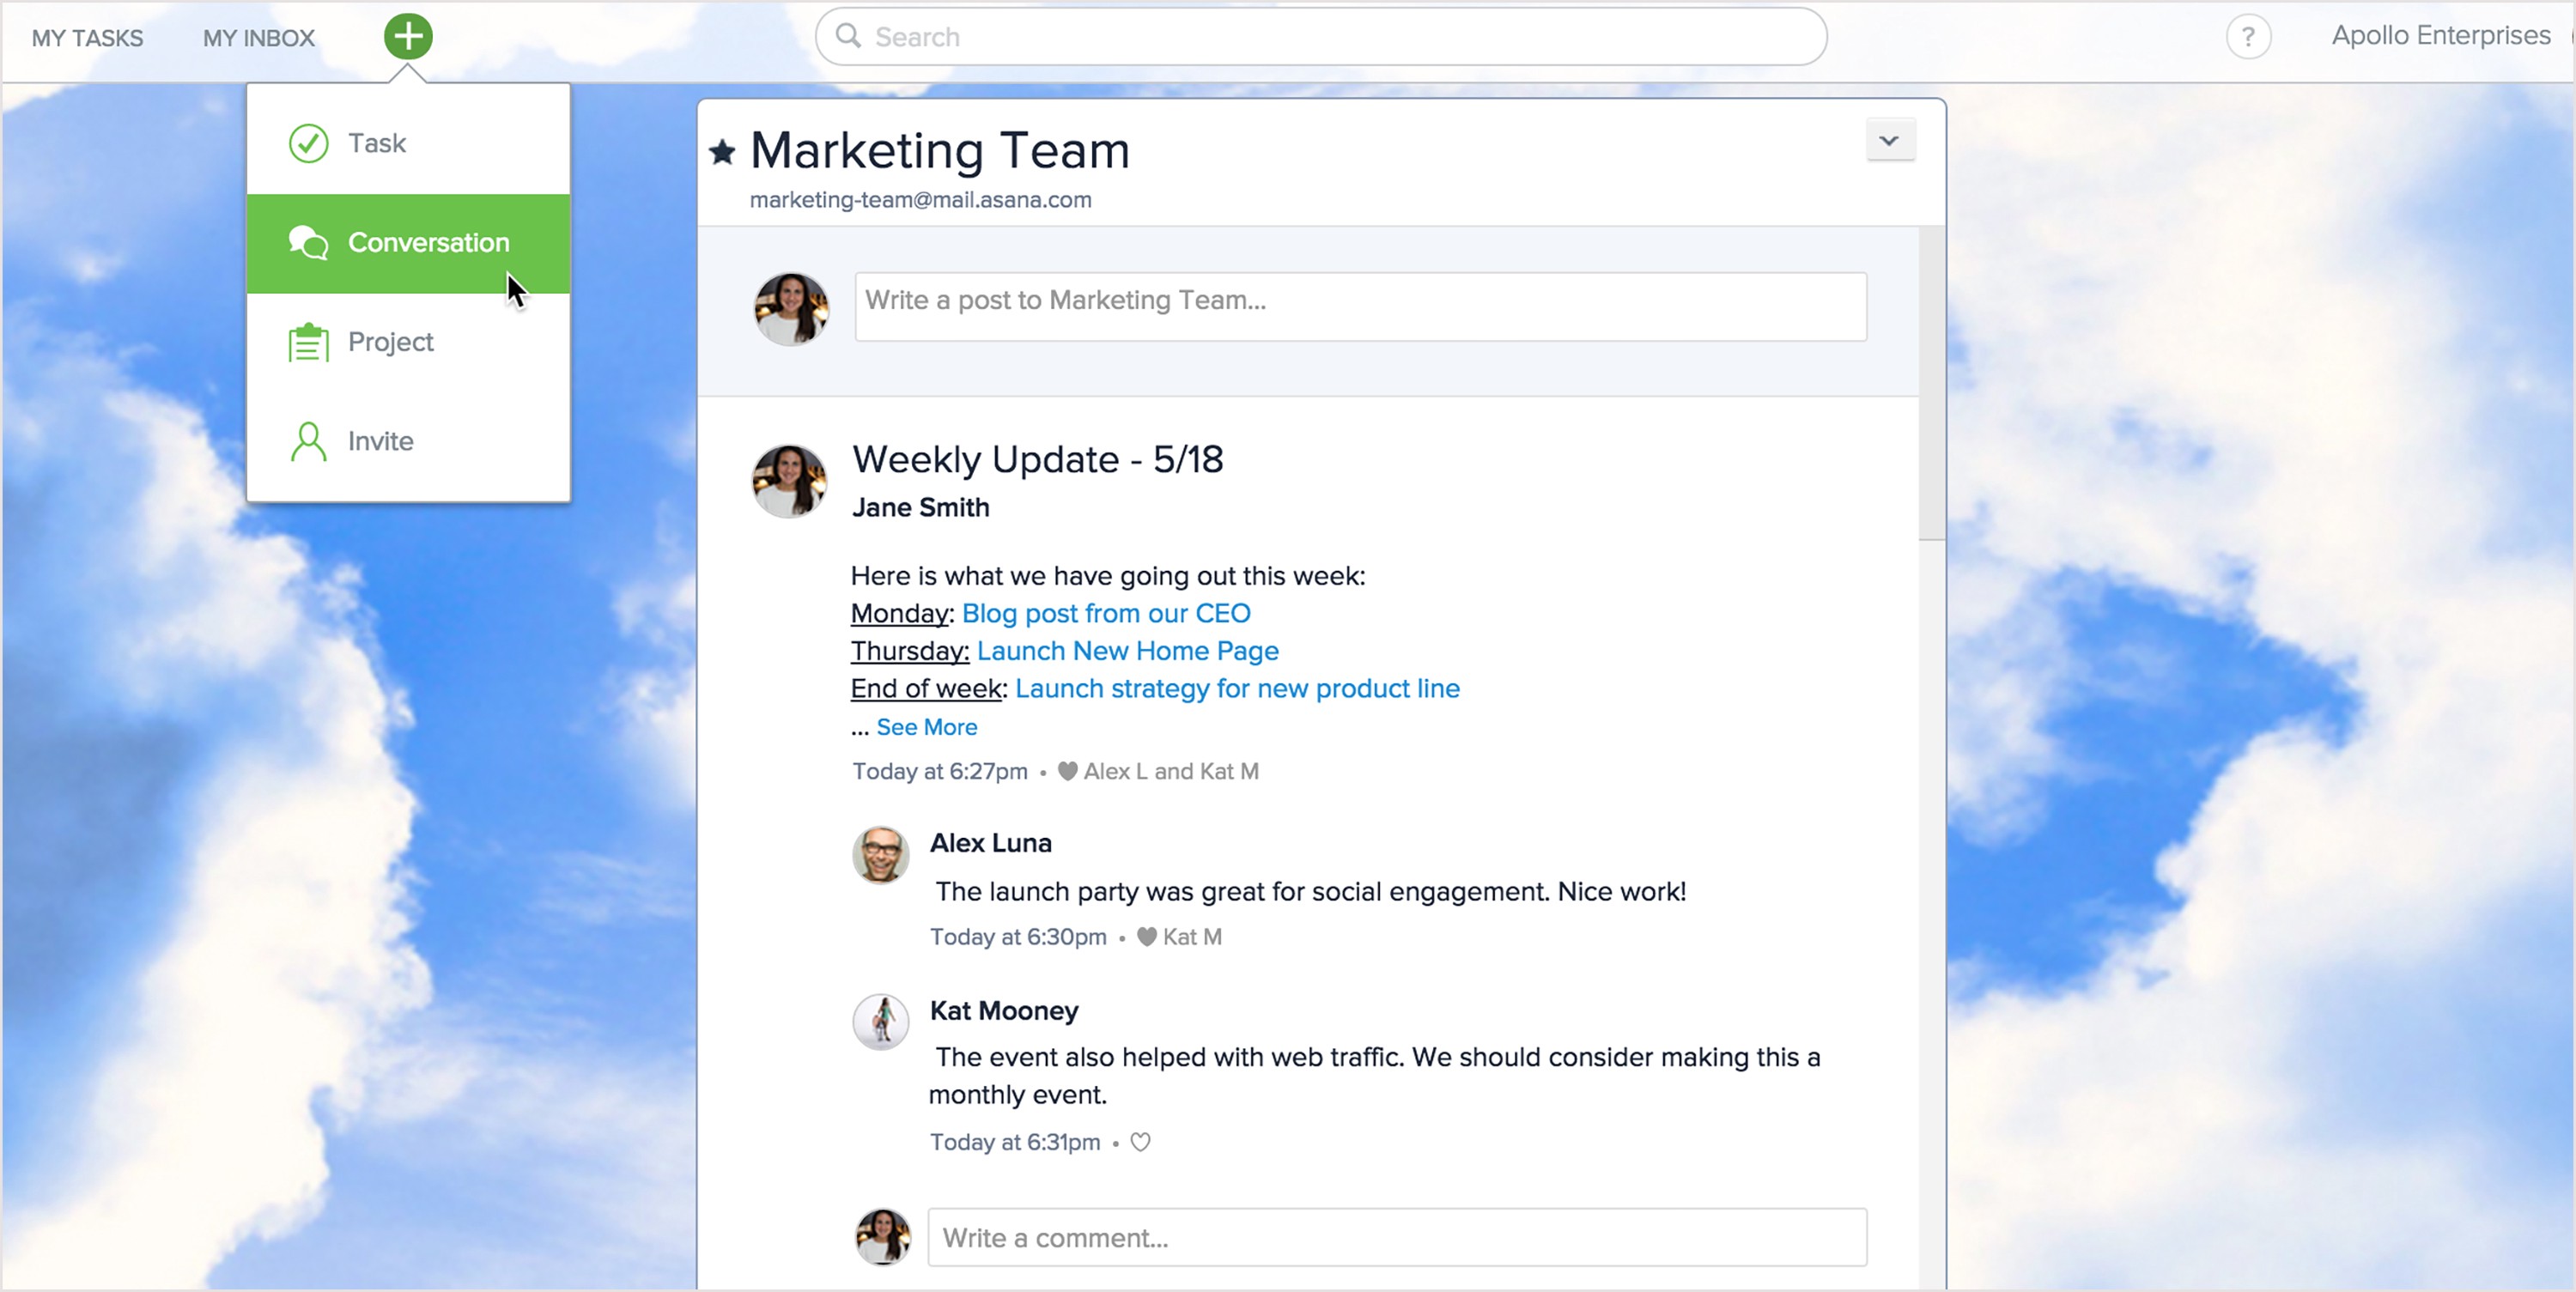 MY TASKS MY INBOX Search ? Apollo Enterprises
Task
Conversation
Project
Invite
Marketing Team
marketing-team@mail.asana.com
Write a post to Marketing Team...
Weekly Update - 5/18
Jane Smith
Here is what we have going out this week:
Monday: Blog post from our CEO
Thursday: Launch New Home Page
End of week: Launch strategy for new product line
... See More
Today at 6:27pm • Alex L and Kat M
Alex Luna
The launch party was great for social engagement. Nice work!
Today at 6:30pm • Kat M
Kat Mooney
The event also helped with web traffic. We should consider making this a
monthly event.
Today at 6:31pm •
Write a comment...